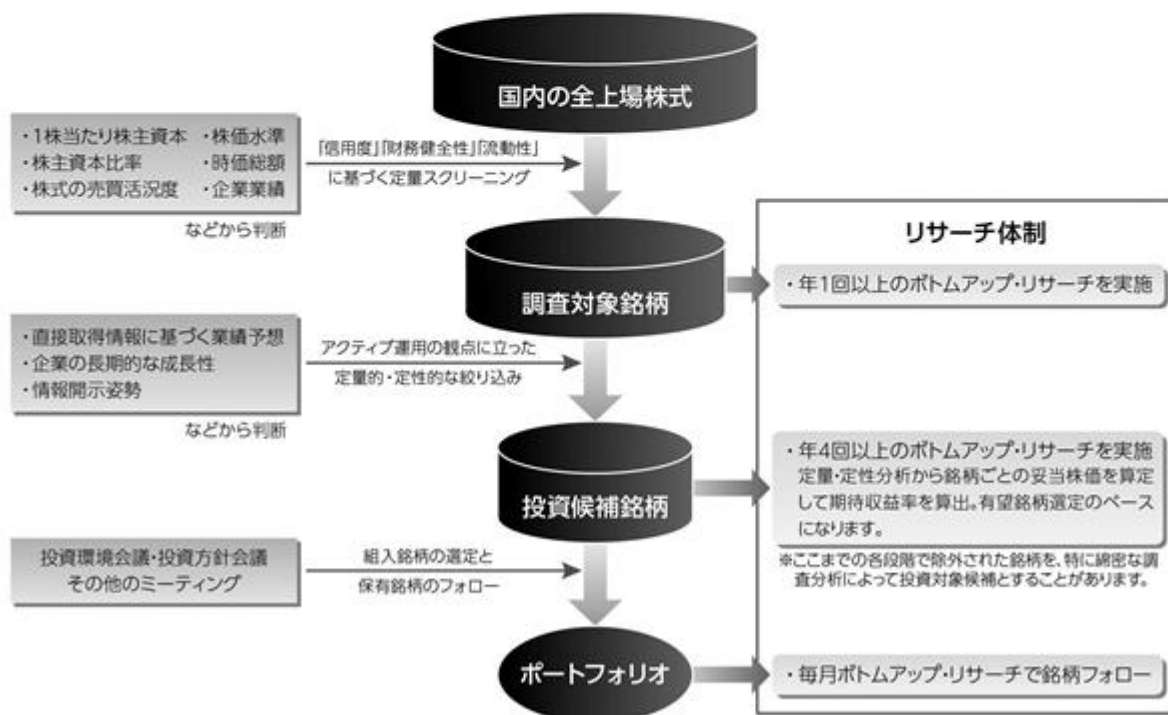 国内の全上場株式
・1株当たり株主資本 ・株価水準
・株主資本比率 ・時価総額
・株式の売買活況度 ・企業業績
などから判断
「信用度」「財務健全性」「流動性」
に基づく定量スクリーニング
調査対象銘柄
リサーチ体制
・年1回以上のボトムアップ・リサーチを実施
・直接取得情報に基づく業績予想
・企業の長期的な成長性
・情報開示姿勢
などから判断
アクティブ運用の観点に立った
定量的・定性的な絞り込み
投資候補銘柄
・年4回以上のボトムアップ・リサーチを実施
定量・定性分析から銘柄ごとの妥当株価を算定
して期待収益率を算出。有望銘柄選定のベース
になります。
※ここまでの各段階で除外された銘柄を、特に綿密な調
査分析によって投資対象候補とすることがあります。
投資環境会議・投資方針会議
その他のミーティング
組入銘柄の選定と
保有銘柄のフォロー
ポートフォリオ
・毎月ボトムアップ・リサーチで銘柄フォロー